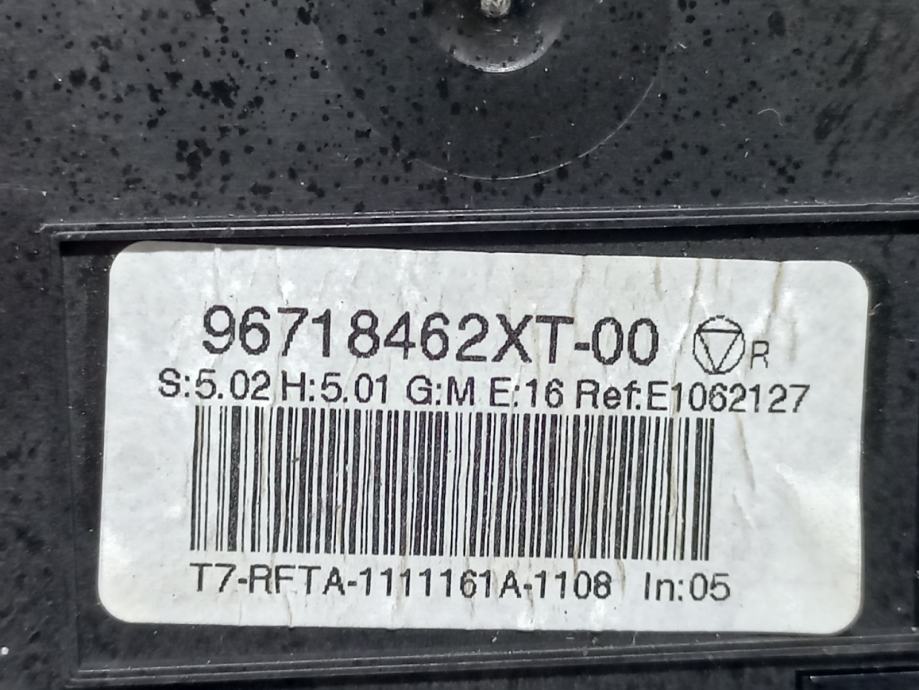 96718462XT-00 R
S:5.02 H:5.01 G:M E:16 Ref:E1062127
T7-RFTA-1111161A-1108 In:05